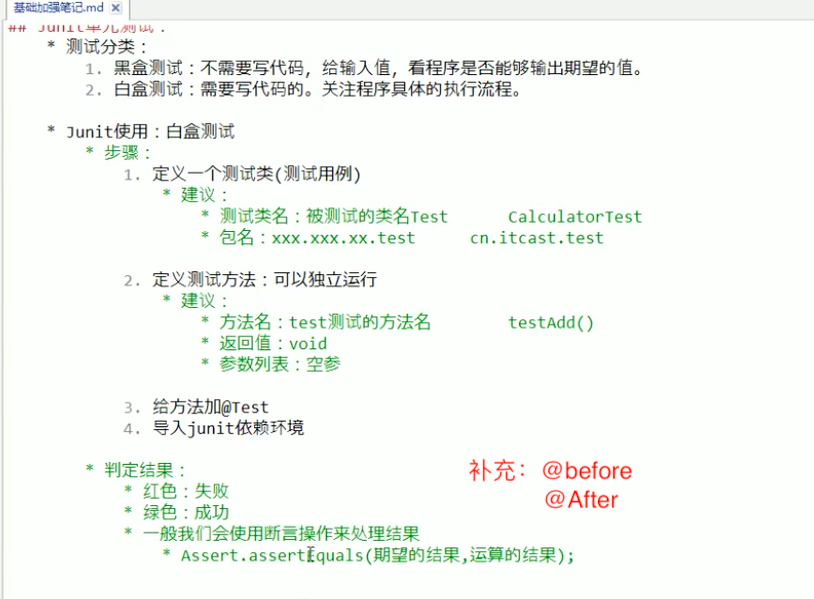 基础加强笔记.md
## Junit单元测试：
* 测试分类：
1. 黑盒测试：不需要写代码，给输入值，看程序是否能够输出期望的值。
2. 白盒测试：需要写代码的。关注程序具体的执行流程。
* Junit使用：白盒测试
* 步骤：
1. 定义一个测试类(测试用例)
* 建议：
* 测试类名：被测试的类名Test CalculatorTest
* 包名：xxx.xxx.xx.test cn.itcast.test
2. 定义测试方法：可以独立运行
* 建议：
* 方法名：test测试的方法名 testAdd()
* 返回值：void
* 参数列表：空参
3. 给方法加@Test
4. 导入junit依赖环境
* 判定结果：
* 红色：失败
* 绿色：成功
* 一般我们会使用断言操作来处理结果
* Assert.assertEquals(期望的结果,运算的结果);
补充：@before
@After